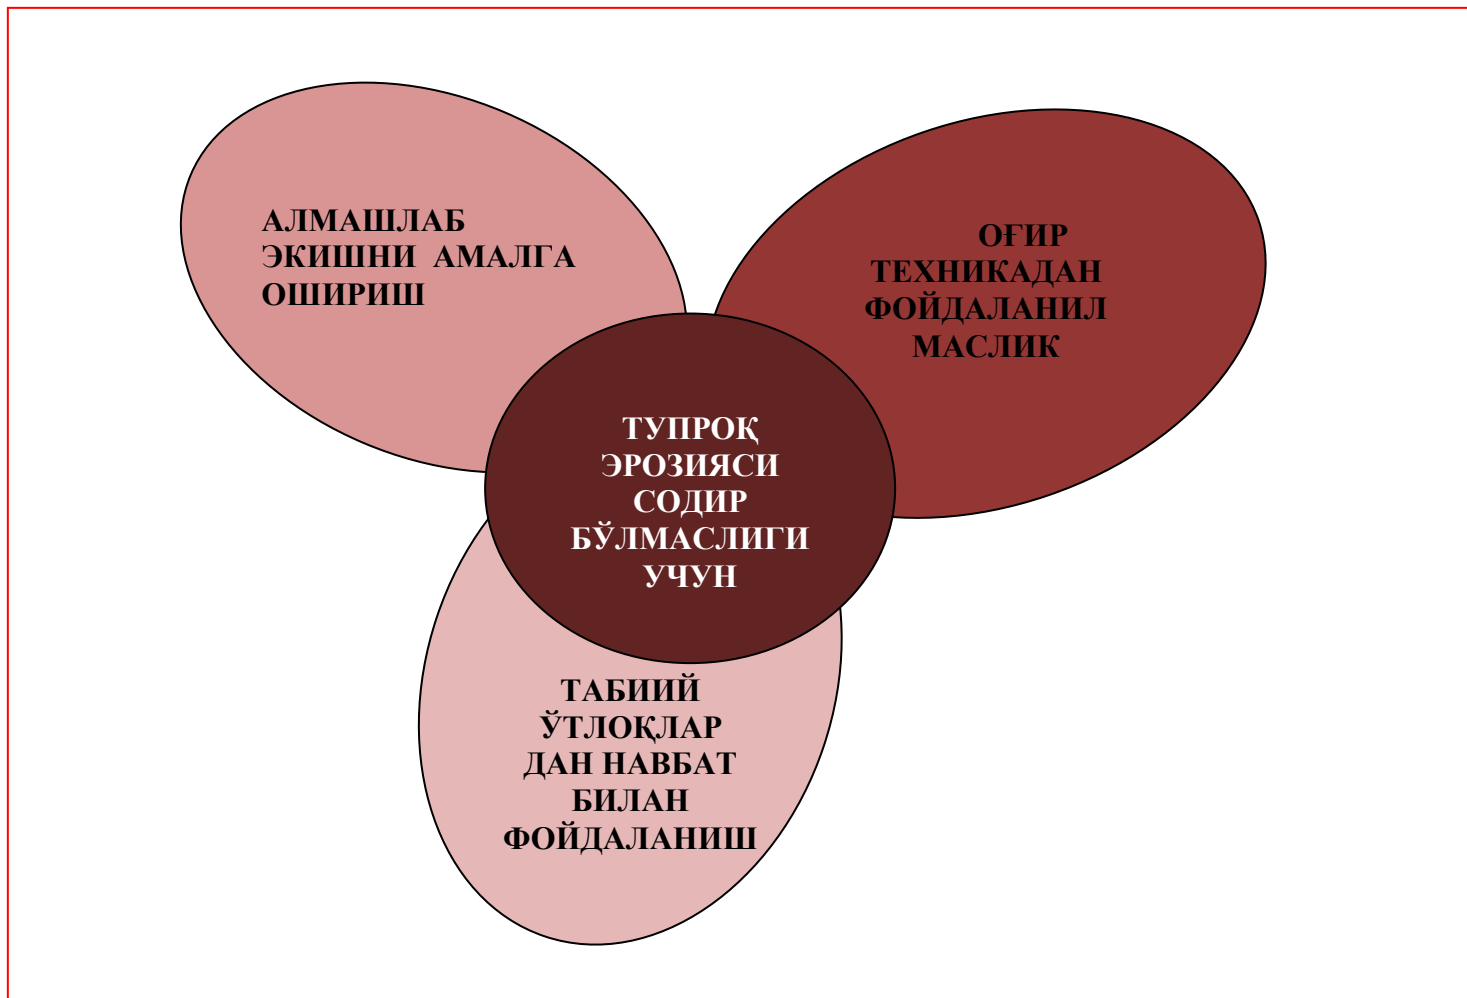 АЛМАШЛАБ
ЭКИШНИ АМАЛГА
ОШИРИШ
ОҒИР
ТЕХНИКАДАН
ФОЙДАЛАНИЛ
МАСЛИК
ТУПРОҚ
ЭРОЗИЯСИ
СОДИР
БЎЛМАСЛИГИ
УЧУН
ТАБИИЙ
ЎТЛОҚЛАР
ДАН НАВБАТ
БИЛАН
ФОЙДАЛАНИШ